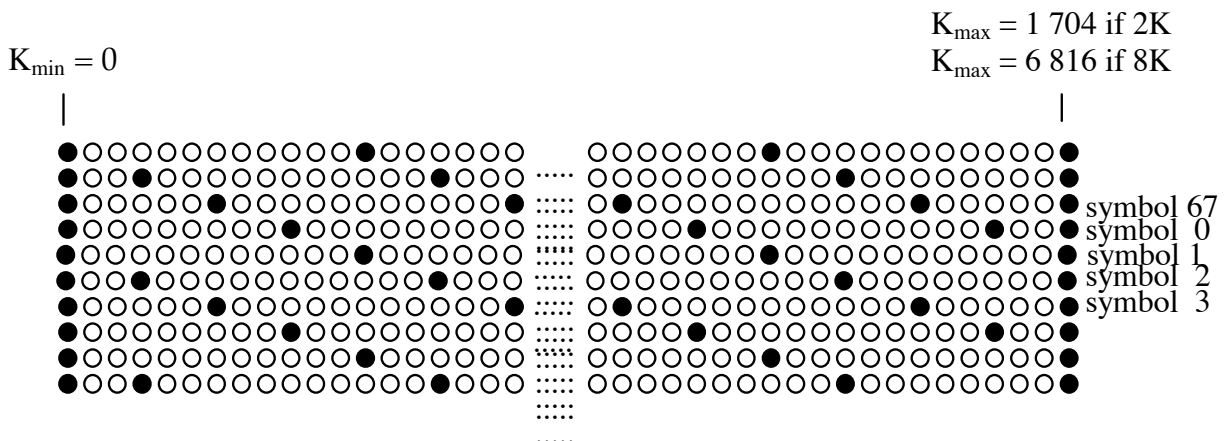 K_max = 1 704 if 2K
K_min = 0
K_max = 6 816 if 8K
symbol 67
symbol 0
symbol 1
symbol 2
symbol 3